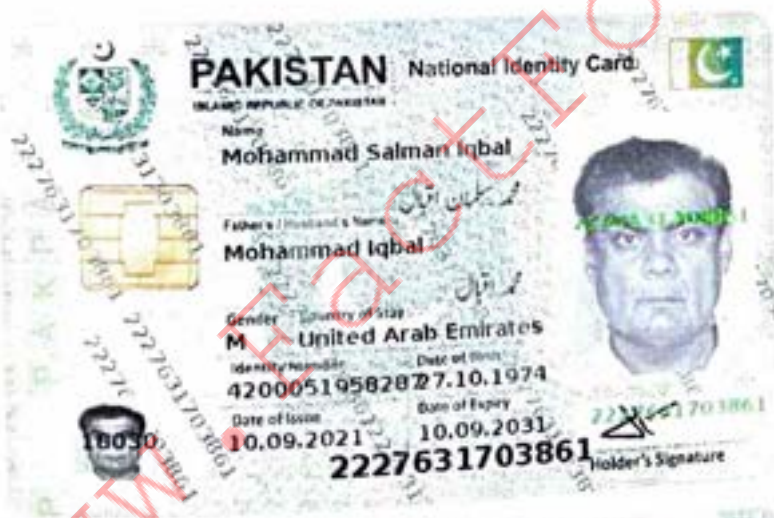 PAKISTAN National Identity Card
ISLAMIC REPUBLIC OF PAKISTAN
Name
Mohammad Salman Iqbal
محمد سلمان اقبال
Father's / Husband's Name
Mohammad Iqbal
محمد اقبال
Gender Country of Stay
M United Arab Emirates
Identity Number Date of Birth
4200051958287 27.10.1974
Date of Issue Date of Expiry
10.09.2021 10.09.2031
2227631703861
Holder's Signature